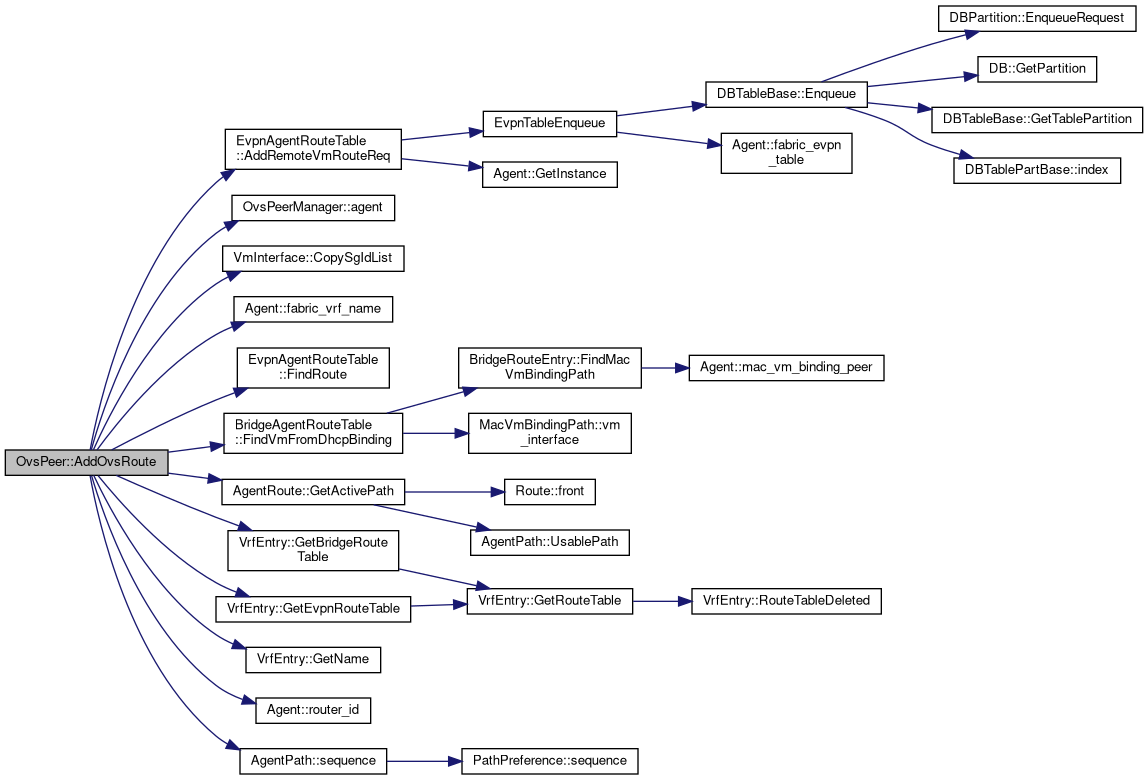 DBPartition::EnqueueRequest
DB::GetPartition
DBTableBase::Enqueue
DBTableBase::GetTablePartition
EvpnTableEnqueue
EvpnAgentRouteTable
::AddRemoteVmRouteReq
Agent::fabric_evpn
_table
DBTablePartBase::index
Agent::GetInstance
OvsPeerManager::agent
VmInterface::CopySgIdList
Agent::fabric_vrf_name
EvpnAgentRouteTable
::FindRoute
BridgeRouteEntry::FindMac
VmBindingPath
Agent::mac_vm_binding_peer
BridgeAgentRouteTable
::FindVmFromDhcpBinding
MacVmBindingPath::vm
_interface
OvsPeer::AddOvsRoute
AgentRoute::GetActivePath
Route::front
VrfEntry::GetBridgeRoute
Table
AgentPath::UsablePath
VrfEntry::GetEvpnRouteTable
VrfEntry::GetRouteTable
VrfEntry::RouteTableDeleted
VrfEntry::GetName
Agent::router_id
AgentPath::sequence
PathPreference::sequence